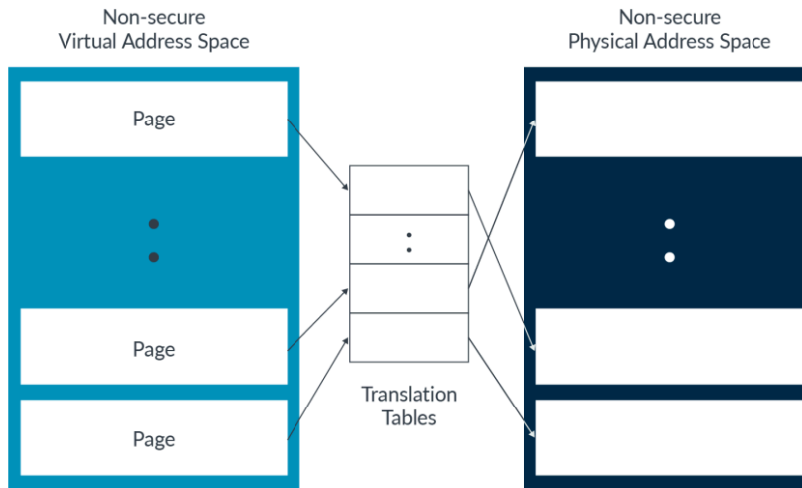 Non-secure
Virtual Address Space
Non-secure
Physical Address Space
Page
Page
Page
Translation
Tables